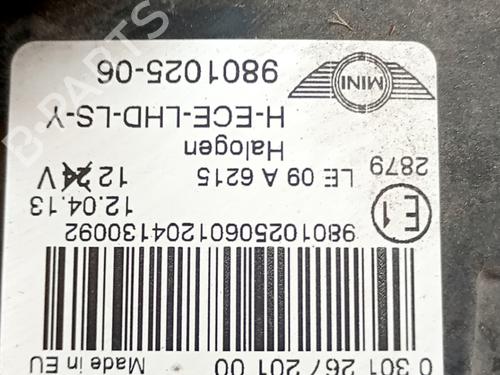 0 301 267 201 00
Made in EU
98010250601204130092
E1
12.04.13
2879
LE 09 A 6215
12 24 V
Halogen
H-ECE-LHD-LS-Y
MINI
9801025-06
B-PARTS